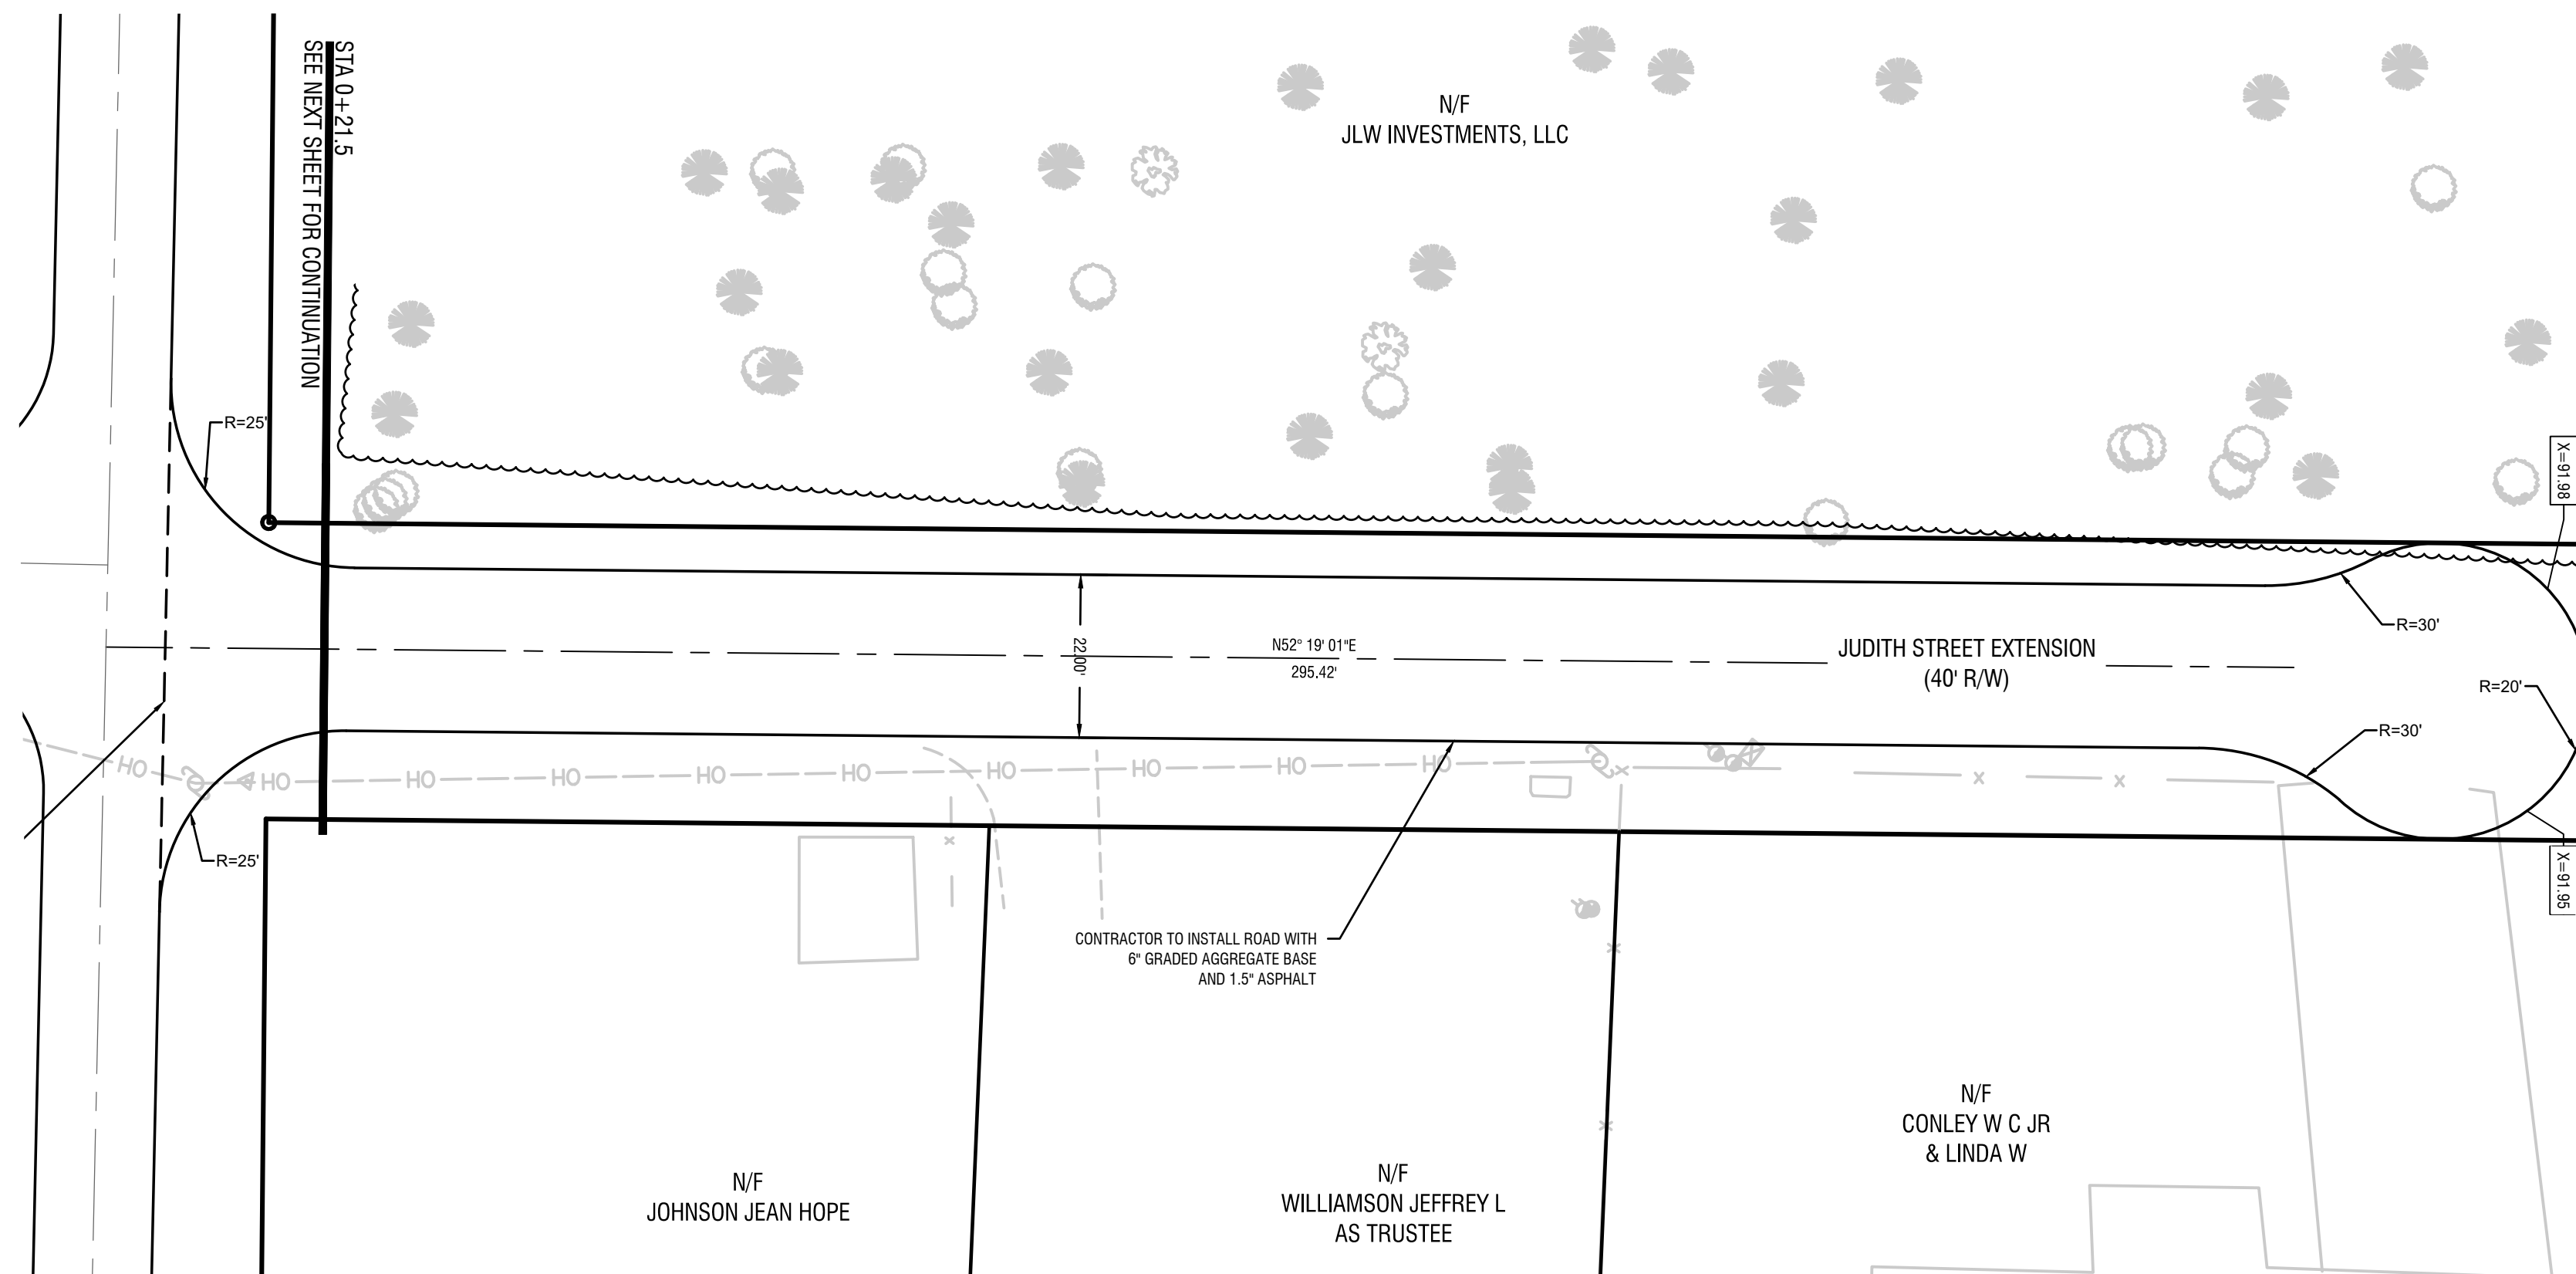 STA 0+21.5
SEE NEXT SHEET FOR CONTINUATION
N/F
JLW INVESTMENTS, LLC
R=25'
X=91.98
R=30'
22.00'
N52° 19' 01"E
295.42'
JUDITH STREET EXTENSION
(40' R/W)
R=20'
R=30'
HO
HO
HO
HO
HO
HO
HO
HO
HO
HO
R=25'
X=91.95
CONTRACTOR TO INSTALL ROAD WITH
6" GRADED AGGREGATE BASE
AND 1.5" ASPHALT
N/F
JOHNSON JEAN HOPE
N/F
WILLIAMSON JEFFREY L
AS TRUSTEE
N/F
CONLEY W C JR
& LINDA W